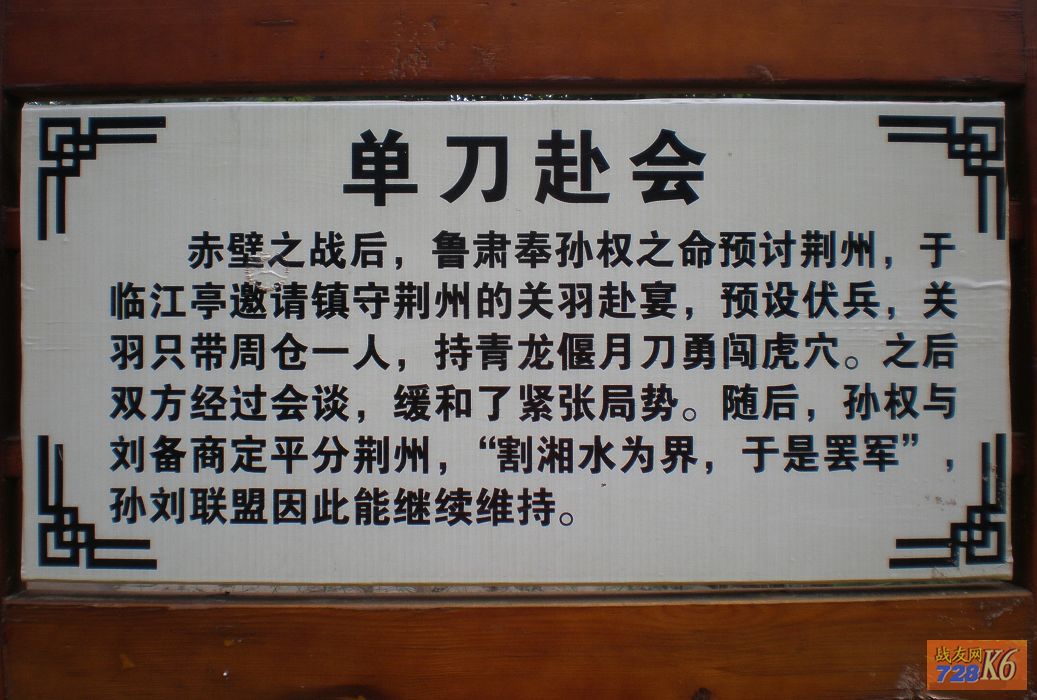 单刀赴会
赤壁之战后，鲁肃奉孙权之命预讨荆州，于
临江亭邀请镇守荆州的关羽赴宴，预设伏兵，关
羽只带周仓一人，持青龙偃月刀勇闯虎穴。之后
双方经过会谈，缓和了紧张局势。随后，孙权与
刘备商定平分荆州，“割湘水为界，于是罢军”，
孙刘联盟因此能继续维持。
战友网
728K6